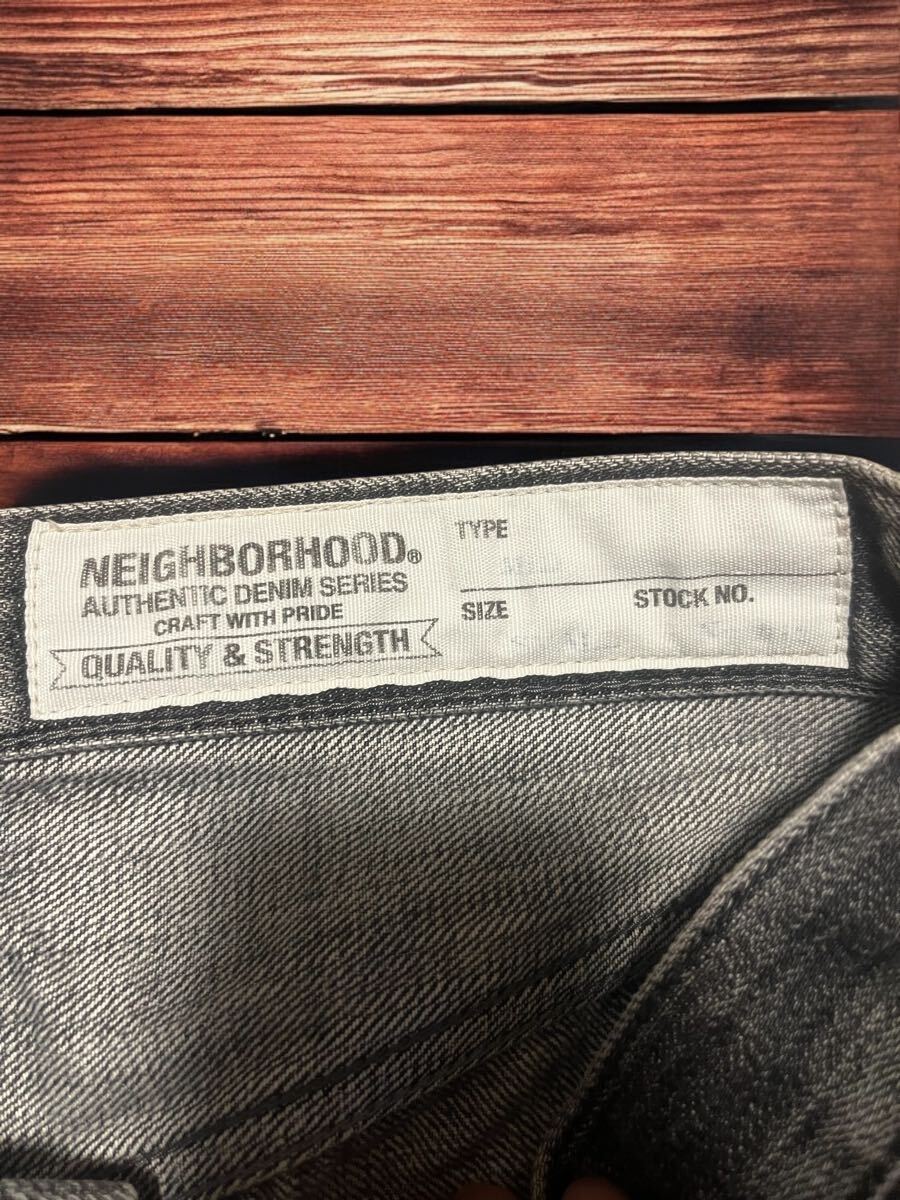 NEIGHBORHOOD®
AUTHENTIC DENIM SERIES
CRAFT WITH PRIDE
QUALITY & STRENGTH
TYPE
SIZE
STOCK NO.